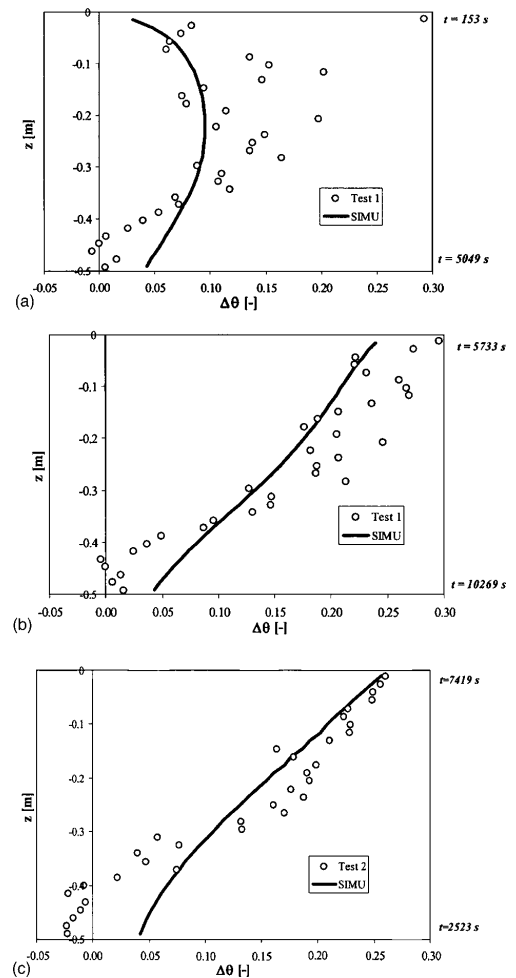 0
t = 153 s
-0.1
-0.2
z [m]
-0.3
Test 1
SIMU
-0.4
-0.5
t = 5049 s
-0.05 0.00 0.05 0.10 0.15 0.20 0.25 0.30
(a)
Δθ [-]
0
t = 5733 s
-0.1
-0.2
z [m]
-0.3
Test 1
SIMU
-0.4
-0.5
t = 10269 s
-0.05 0.00 0.05 0.10 0.15 0.20 0.25 0.30
(b)
Δθ [-]
0
t=7419 s
-0.1
-0.2
z [m]
-0.3
Test 2
SIMU
-0.4
-0.5
t=2523 s
-0.05 0.00 0.05 0.10 0.15 0.20 0.25 0.30
(c)
Δθ [-]